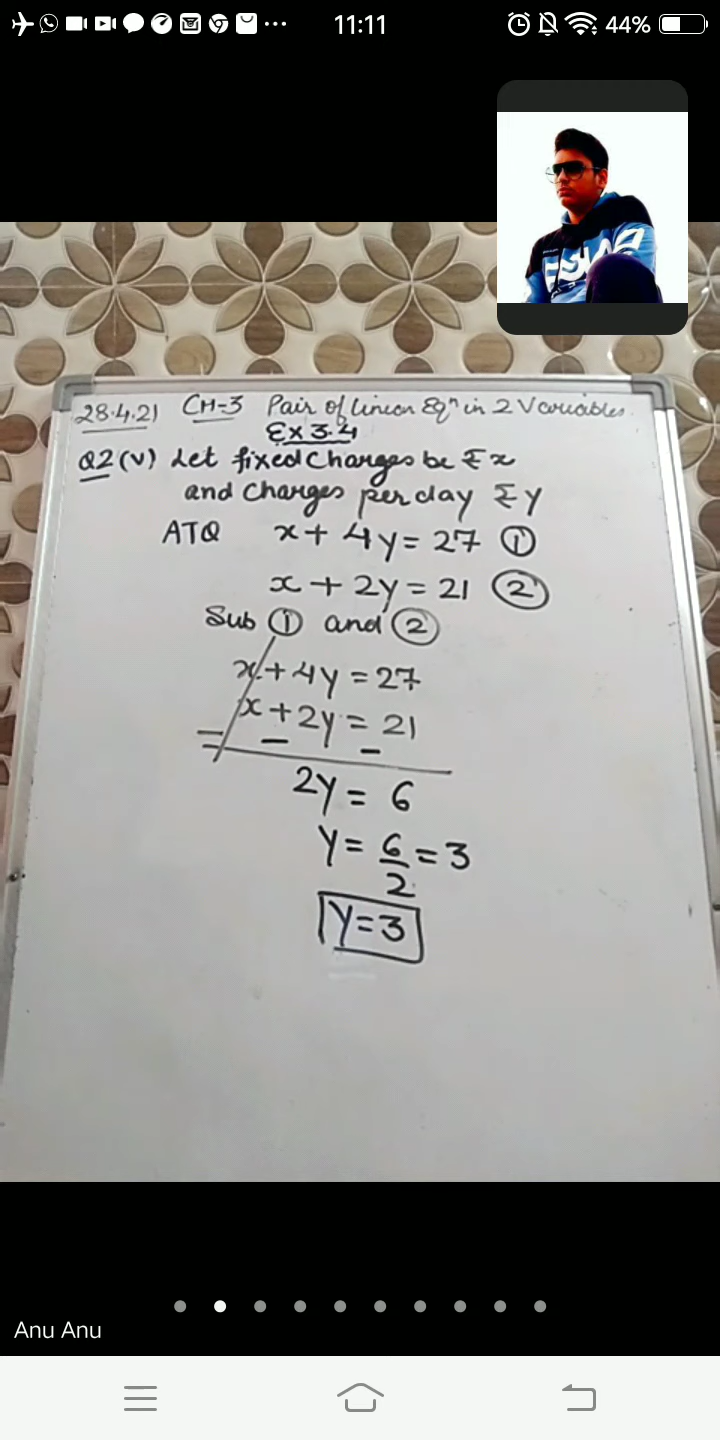 11:11
44%
28.4.21 CH=3 Pair of linear Eqⁿ in 2 Variables.
EX 3.4
Q2(v) Let fixed Charges be ₹ x
and Charges per day ₹ y
ATQ x + 4y = 27 ①
x + 2y = 21 ②
Sub ① and ②
x + 4y = 27
x + 2y = 21
= − −
2y = 6
y = 6/2 = 3
y = 3
Anu Anu